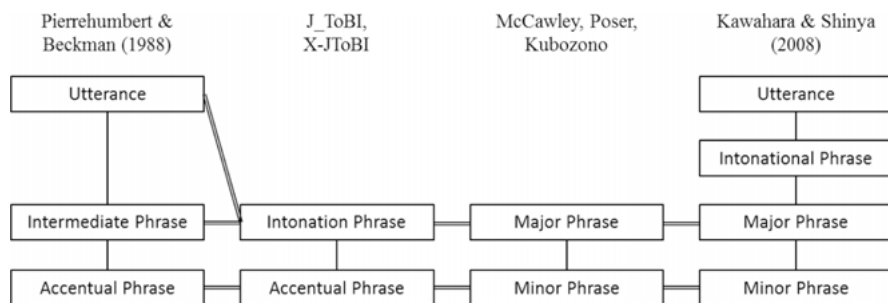 Pierrehumbert &
Beckman (1988)
J_ToBI,
X-JToBI
McCawley, Poser,
Kubozono
Kawahara & Shinya
(2008)
Utterance
Utterance
Intonational Phrase
Intermediate Phrase
Intonation Phrase
Major Phrase
Major Phrase
Accentual Phrase
Accentual Phrase
Minor Phrase
Minor Phrase